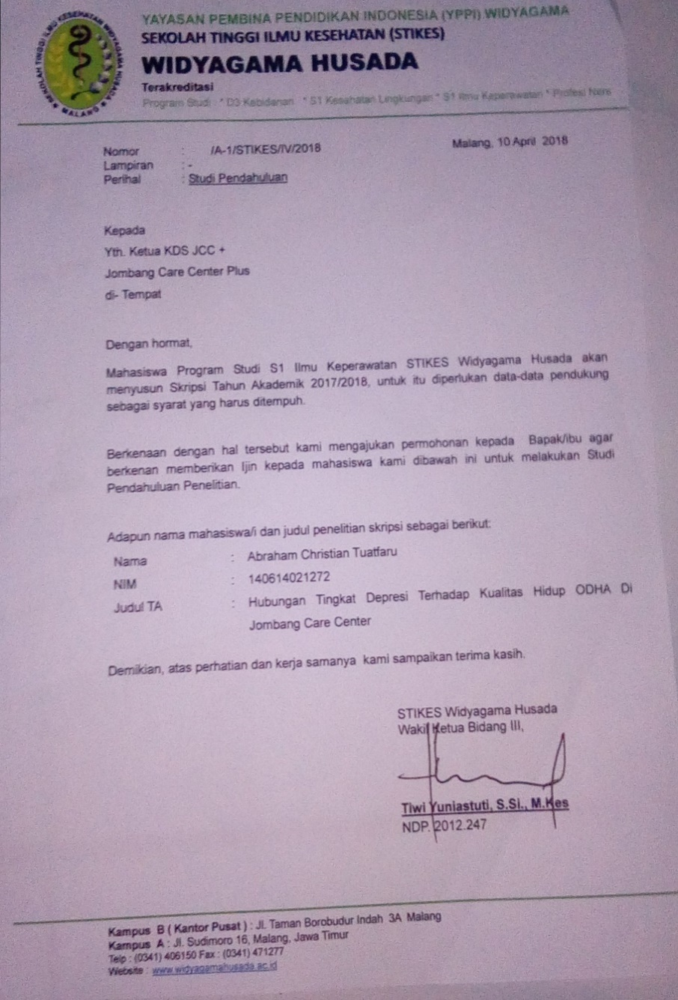 SEKOLAH TINGGI ILMU KESEHATAN WIDYAGAMA HUSADA
MALANG
YAYASAN PEMBINA PENDIDIKAN INDONESIA (YPPI) WIDYAGAMA
SEKOLAH TINGGI ILMU KESEHATAN (STIKES)
WIDYAGAMA HUSADA
Terakreditasi
Program Studi : * D3 Kebidanan * S1 Kesehatan Lingkungan * S1 Ilmu Keperawatan * Profesi Ners
Nomor : /A-1/STIKES/IV/2018 Malang, 10 April 2018
Lampiran : -
Perihal : Studi Pendahuluan
Kepada
Yth. Ketua KDS JCC +
Jombang Care Center Plus
di- Tempat
Dengan hormat,
Mahasiswa Program Studi S1 Ilmu Keperawatan STIKES Widyagama Husada akan
menyusun Skripsi Tahun Akademik 2017/2018, untuk itu diperlukan data-data pendukung
sebagai syarat yang harus ditempuh.
Berkenaan dengan hal tersebut kami mengajukan permohonan kepada Bapak/ibu agar
berkenan memberikan Ijin kepada mahasiswa kami dibawah ini untuk melakukan Studi
Pendahuluan Penelitian.
Adapun nama mahasiswa/i dan judul penelitian skripsi sebagai berikut:
Nama : Abraham Christian Tuatfaru
NIM : 140614021272
Judul TA : Hubungan Tingkat Depresi Terhadap Kualitas Hidup ODHA Di
Jombang Care Center
Demikian, atas perhatian dan kerja samanya kami sampaikan terima kasih.
STIKES Widyagama Husada
Wakil Ketua Bidang III,
Tiwi Yuniastuti, S.Si., M.Kes
NDP. 2012.247
Kampus B ( Kantor Pusat ) : Jl. Taman Borobudur Indah 3A Malang
Kampus A : Jl. Sudimoro 16, Malang, Jawa Timur
Telp : (0341) 406150 Fax : (0341) 471277
Website : www.widyagamahusada.ac.id